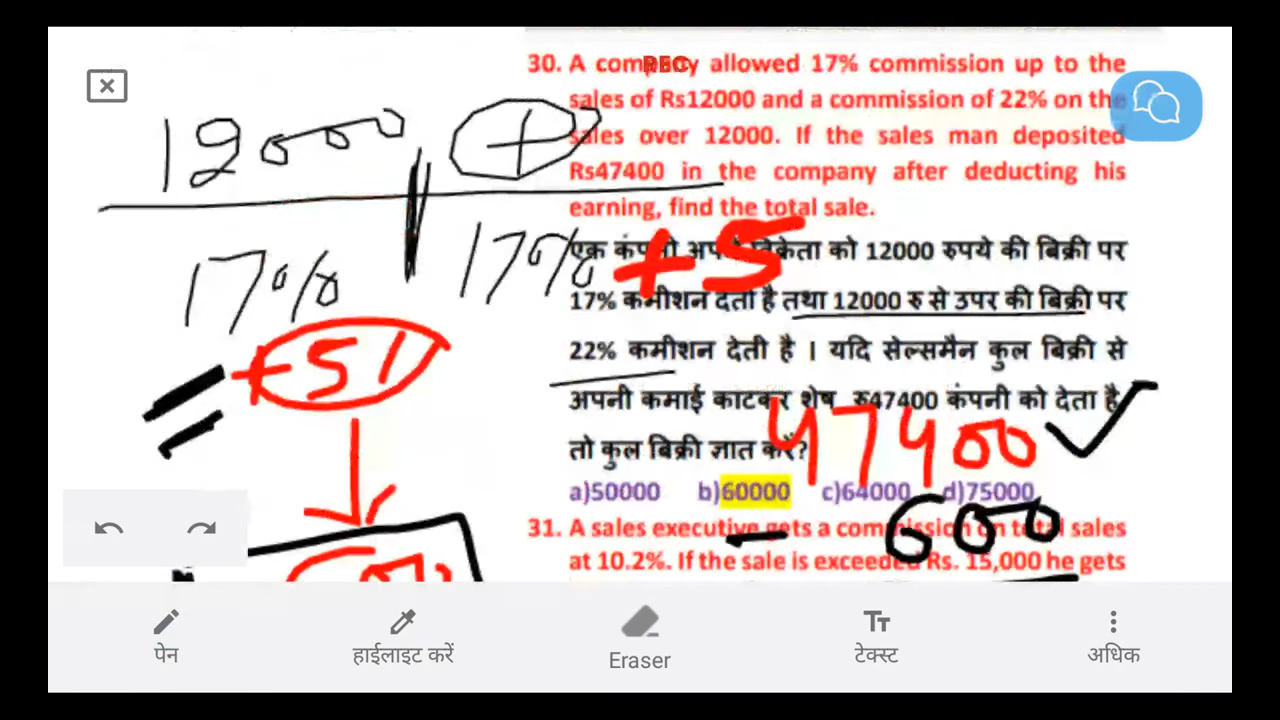 REC
30. A company allowed 17% commission up to the
sales of Rs12000 and a commission of 22% on the
sales over 12000. If the sales man deposited
Rs47400 in the company after deducting his
earning, find the total sale.
एक कंपनी अपने विक्रेता को 12000 रुपये की बिक्री पर
17% कमीशन देती है तथा 12000 रु से उपर की बिक्री पर
22% कमीशन देती है । यदि सेल्समैन कुल बिक्री से
अपनी कमाई काटकर शेष रु47400 कंपनी को देता है
तो कुल बिक्री ज्ञात करें?
a)50000 b)60000 c)64000 d)75000
31. A sales executive gets a commission on total sales
at 10.2%. If the sale is exceeded Rs. 15,000 he gets
12000 +
17% 17% +5
47400
- 600
पेन
हाईलाइट करें
Eraser
Tт टेक्स्ट
अधिक